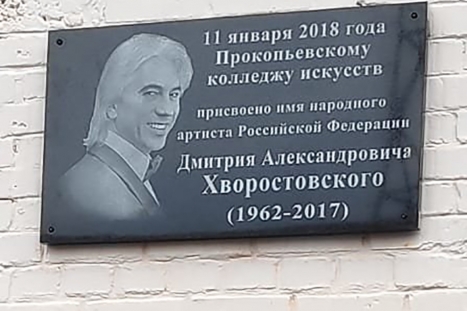 11 января 2018 года
Прокопьевскому
колледжу искусств
присвоено имя народного
артиста Российской Федерации
Дмитрия Александровича
Хворостовского
(1962-2017)